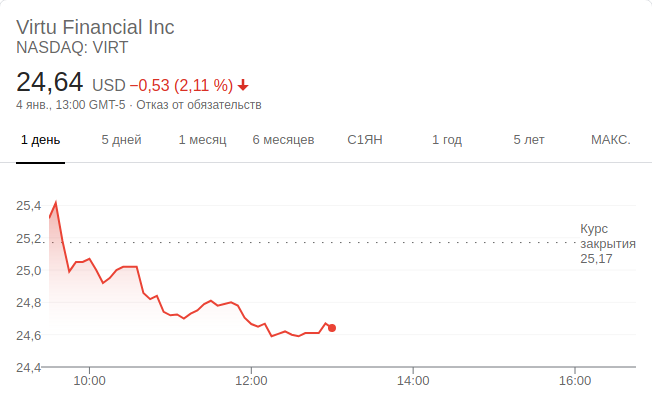 Virtu Financial Inc
NASDAQ: VIRT
24,64 USD −0,53 (2,11 %)
4 янв., 13:00 GMT-5 · Отказ от обязательств
1 день 5 дней 1 месяц 6 месяцев С1ЯН 1 год 5 лет МАКС.
25,4
25,2
25,0
24,8
24,6
24,4
Курс
закрытия
25,17
10:00 12:00 14:00 16:00